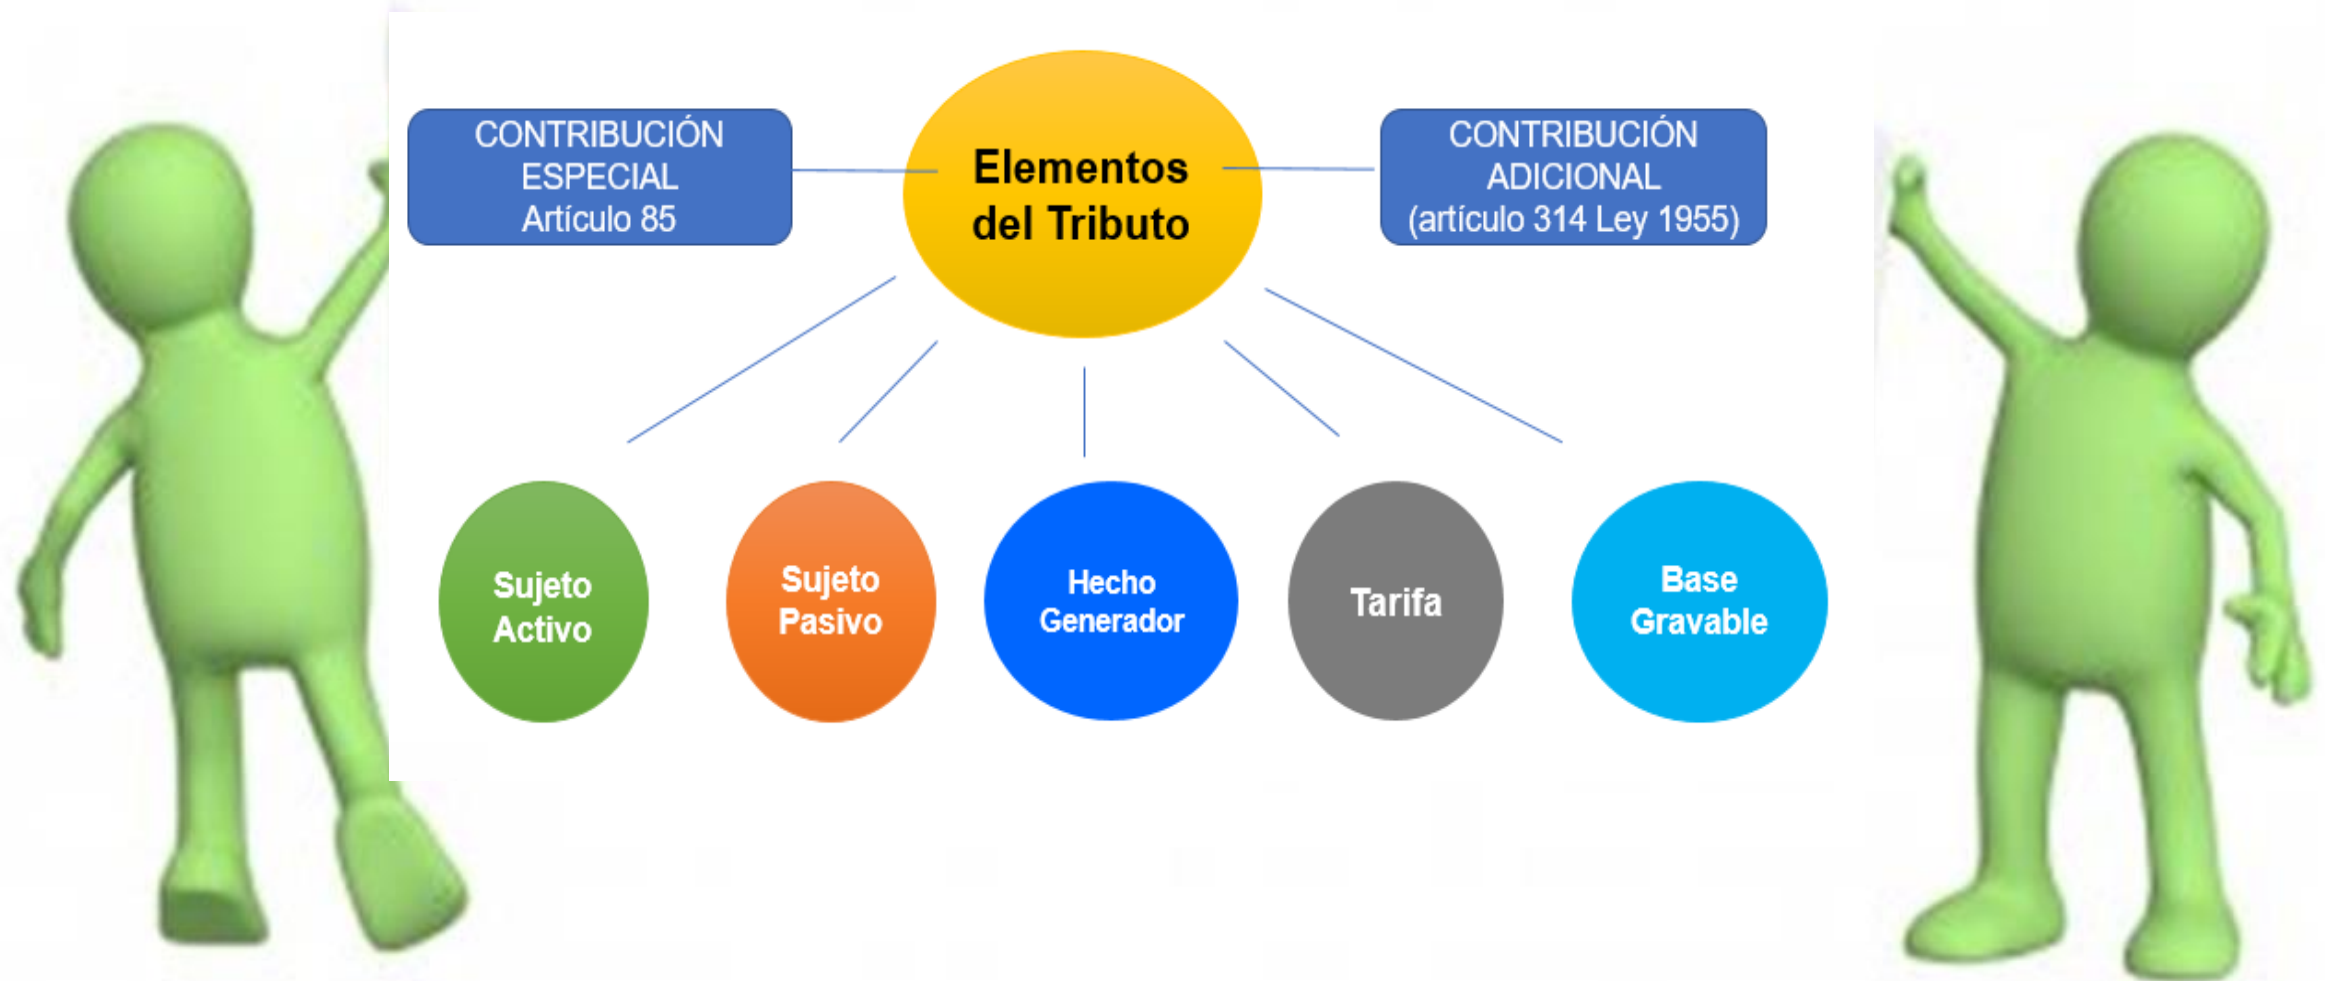 CONTRIBUCIÓN
ESPECIAL
Artículo 85
Elementos
del Tributo
CONTRIBUCIÓN
ADICIONAL
(artículo 314 Ley 1955)
Sujeto
Activo
Sujeto
Pasivo
Hecho
Generador
Tarifa
Base
Gravable